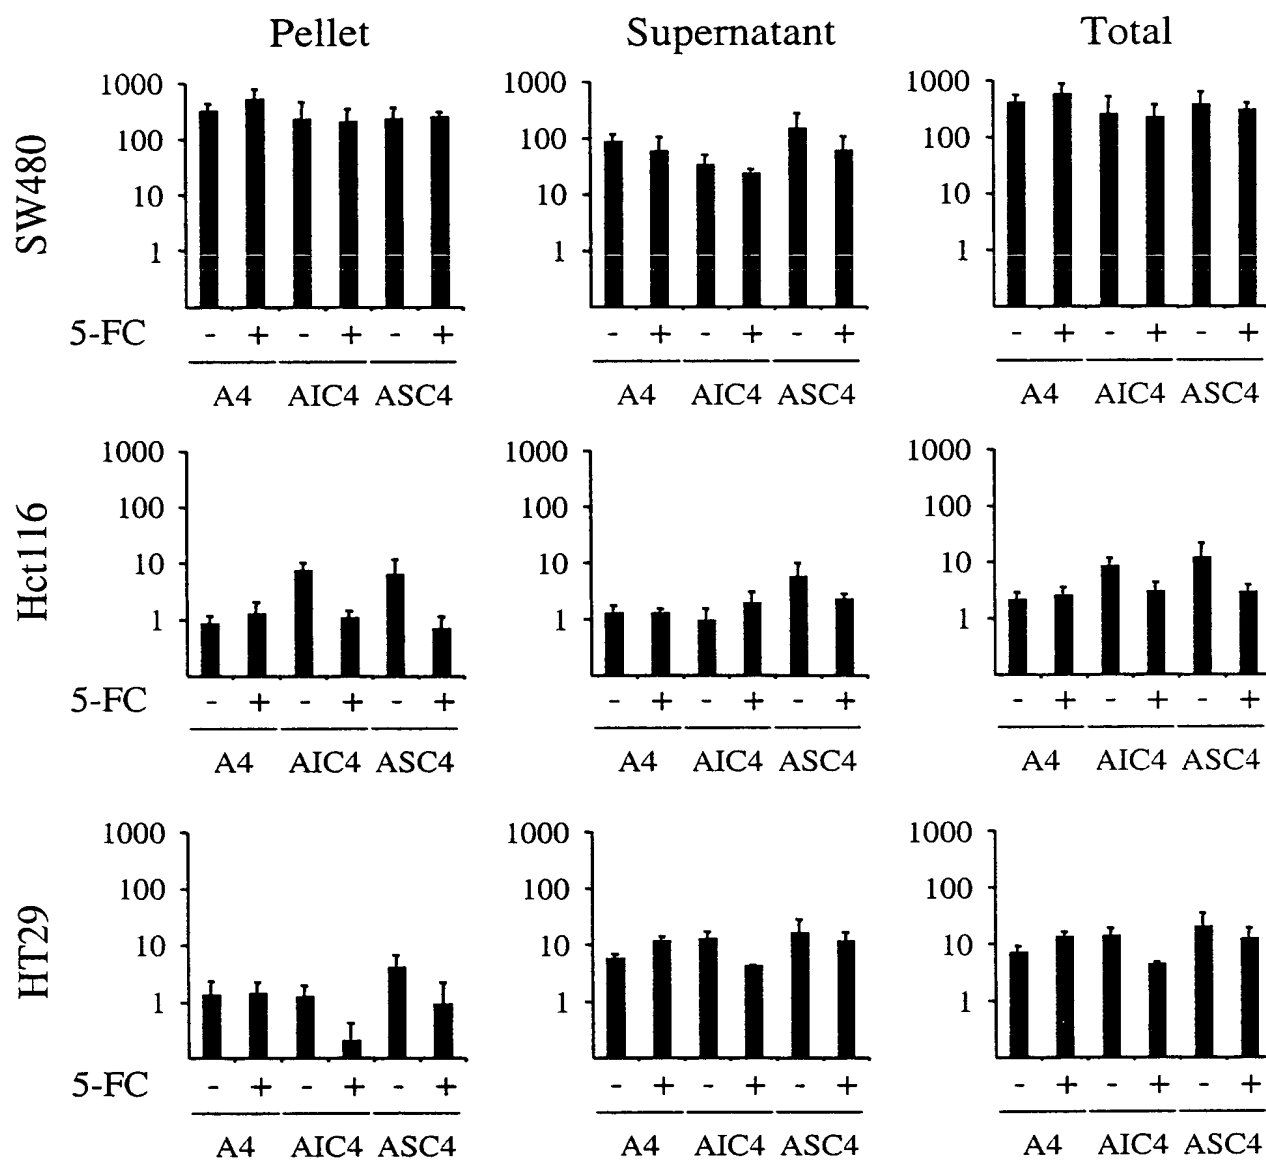 Pellet Supernatant Total
SW480
1000 1000 1000
100 100 100
10 10 10
1 1 1
5-FC - + - + - + - + - + - + - + - + - +
A4 AIC4 ASC4 A4 AIC4 ASC4 A4 AIC4 ASC4
Hct116
1000 1000 1000
100 100 100
10 10 10
1 1 1
5-FC - + - + - + - + - + - + - + - + - +
A4 AIC4 ASC4 A4 AIC4 ASC4 A4 AIC4 ASC4
HT29
1000 1000 1000
100 100 100
10 10 10
1 1 1
5-FC - + - + - + - + - + - + - + - + - +
A4 AIC4 ASC4 A4 AIC4 ASC4 A4 AIC4 ASC4